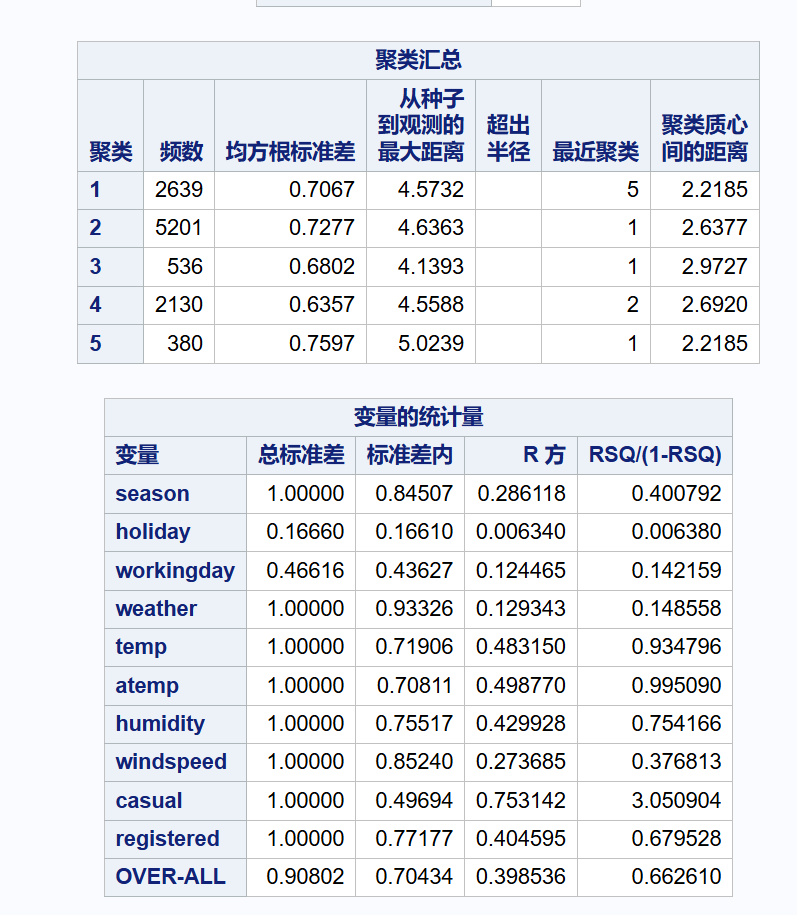 聚类汇总
聚类 频数 均方根标准差 从种子到观测的最大距离 超出半径 最近聚类 聚类质心间的距离
1 2639 0.7067 4.5732 5 2.2185
2 5201 0.7277 4.6363 1 2.6377
3 536 0.6802 4.1393 1 2.9727
4 2130 0.6357 4.5588 2 2.6920
5 380 0.7597 5.0239 1 2.2185
变量的统计量
变量 总标准差 标准差内 R 方 RSQ/(1-RSQ)
season 1.00000 0.84507 0.286118 0.400792
holiday 0.16660 0.16610 0.006340 0.006380
workingday 0.46616 0.43627 0.124465 0.142159
weather 1.00000 0.93326 0.129343 0.148558
temp 1.00000 0.71906 0.483150 0.934796
atemp 1.00000 0.70811 0.498770 0.995090
humidity 1.00000 0.75517 0.429928 0.754166
windspeed 1.00000 0.85240 0.273685 0.376813
casual 1.00000 0.49694 0.753142 3.050904
registered 1.00000 0.77177 0.404595 0.679528
OVER-ALL 0.90802 0.70434 0.398536 0.662610